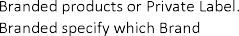 Branded products or Private Label.
Branded specify which Brand